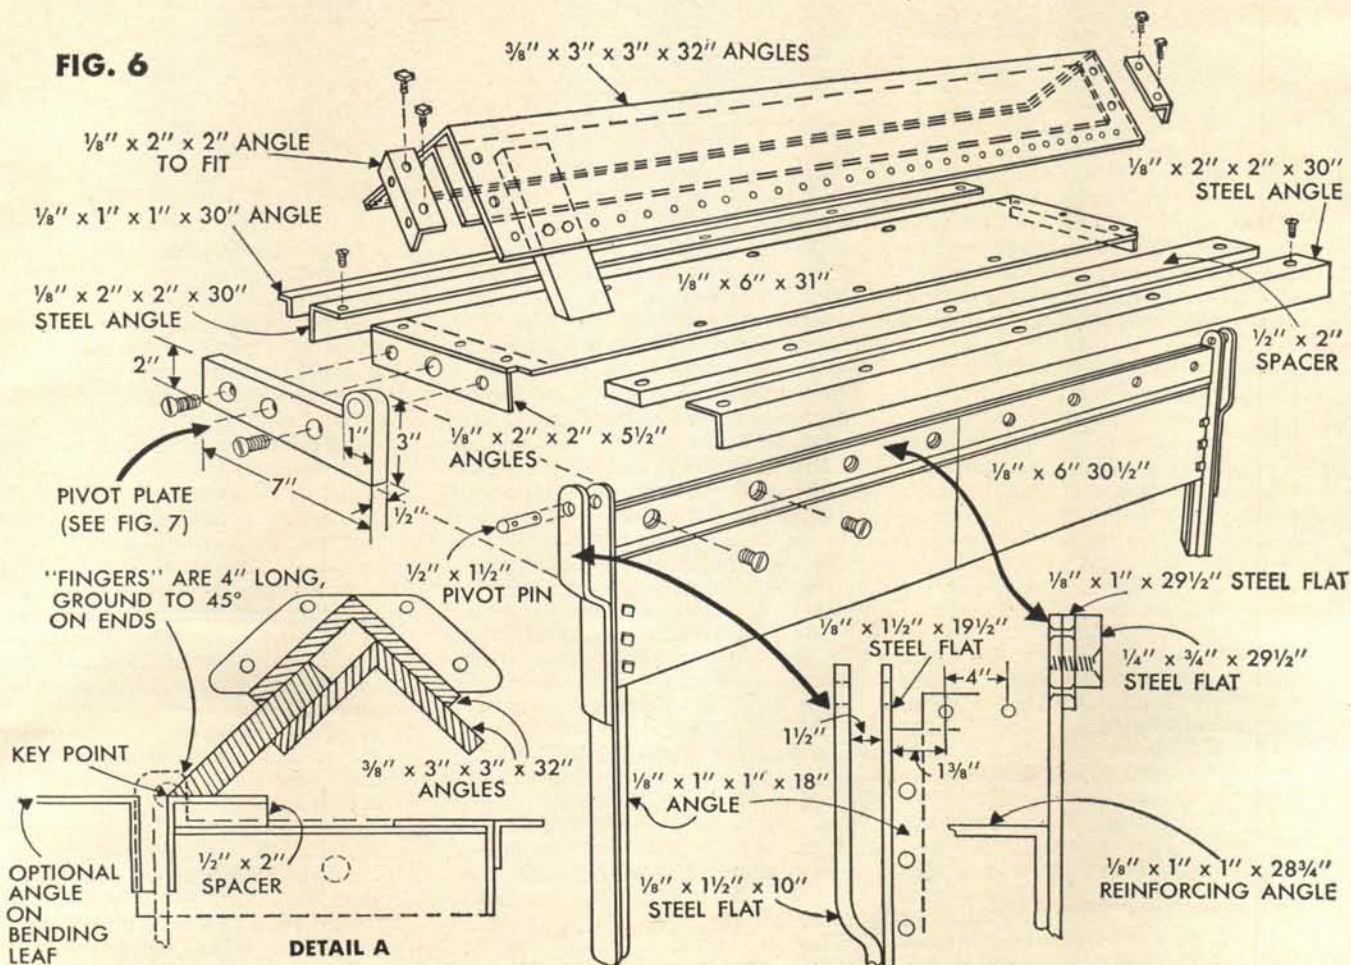 FIG. 6
3/8" x 3" x 3" x 32" ANGLES
1/8" x 2" x 2" ANGLE
TO FIT
1/8" x 2" x 2" x 30"
STEEL ANGLE
1/8" x 1" x 1" x 30" ANGLE
1/8" x 6" x 31"
1/8" x 2" x 2" x 30"
STEEL ANGLE
1/2" x 2"
SPACER
2"
1"
3"
1/8" x 2" x 2" x 5 1/2"
ANGLES
7"
1/2"
PIVOT PLATE
(SEE FIG. 7)
1/8" x 6" 30 1/2"
1/2" x 1 1/2"
PIVOT PIN
"FINGERS" ARE 4" LONG,
GROUND TO 45°
ON ENDS
1/8" x 1" x 29 1/2" STEEL FLAT
1/4" x 3/4" x 29 1/2"
STEEL FLAT
1/8" x 1 1/2" x 19 1/2"
STEEL FLAT
4"
1 1/2"
1 3/8"
KEY POINT
3/8" x 3" x 3" x 32"
ANGLES
1/8" x 1" x 1" x 18"
ANGLE
1/2" x 2"
SPACER
OPTIONAL
ANGLE
ON
BENDING
LEAF
1/8" x 1 1/2" x 10"
STEEL FLAT
1/8" x 1" x 1" x 28 3/4"
REINFORCING ANGLE
DETAIL A